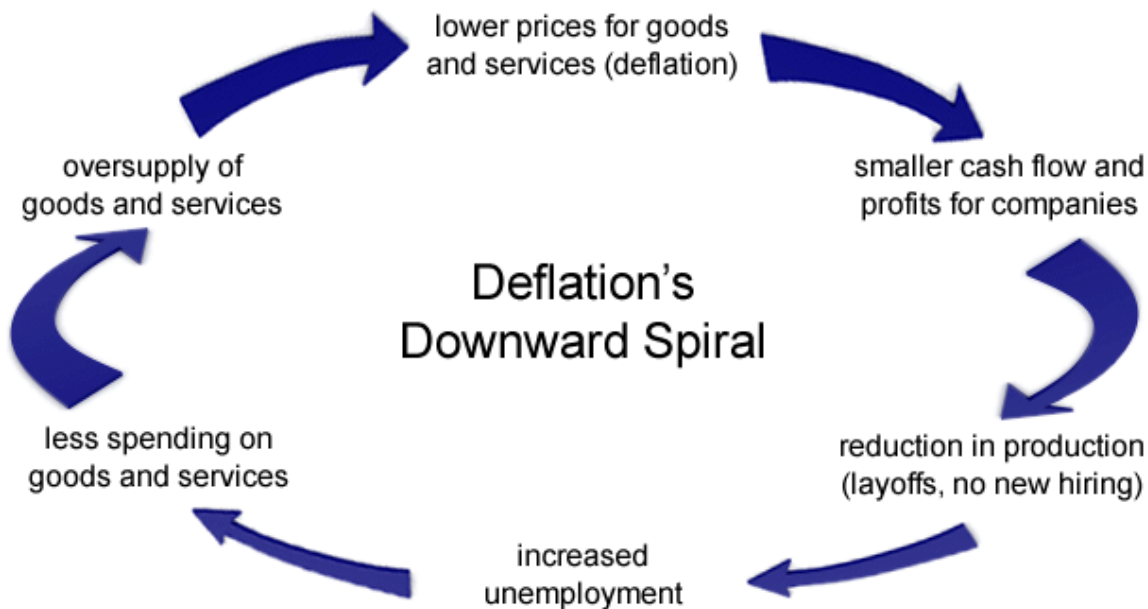 Deflation's
Downward Spiral
lower prices for goods
and services (deflation)
smaller cash flow and
profits for companies
reduction in production
(layoffs, no new hiring)
increased
unemployment
less spending on
goods and services
oversupply of
goods and services